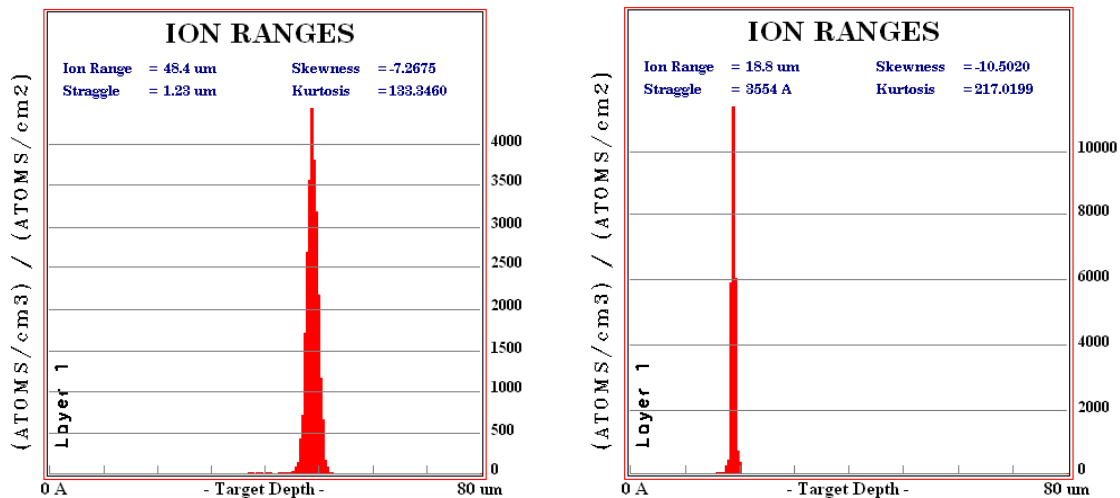 ION RANGES
Ion Range = 48.4 um Skewness = -7.2675
Straggle = 1.23 um Kurtosis = 133.3460
(ATOMS/cm3) / (ATOMS/cm2)
Layer 1
4000
3500
3000
2500
2000
1500
1000
500
0
0 A - Target Depth - 80 um
ION RANGES
Ion Range = 18.8 um Skewness = -10.5020
Straggle = 3554 A Kurtosis = 217.0199
(ATOMS/cm3) / (ATOMS/cm2)
Layer 1
10000
8000
6000
4000
2000
0
0 A - Target Depth - 80 um